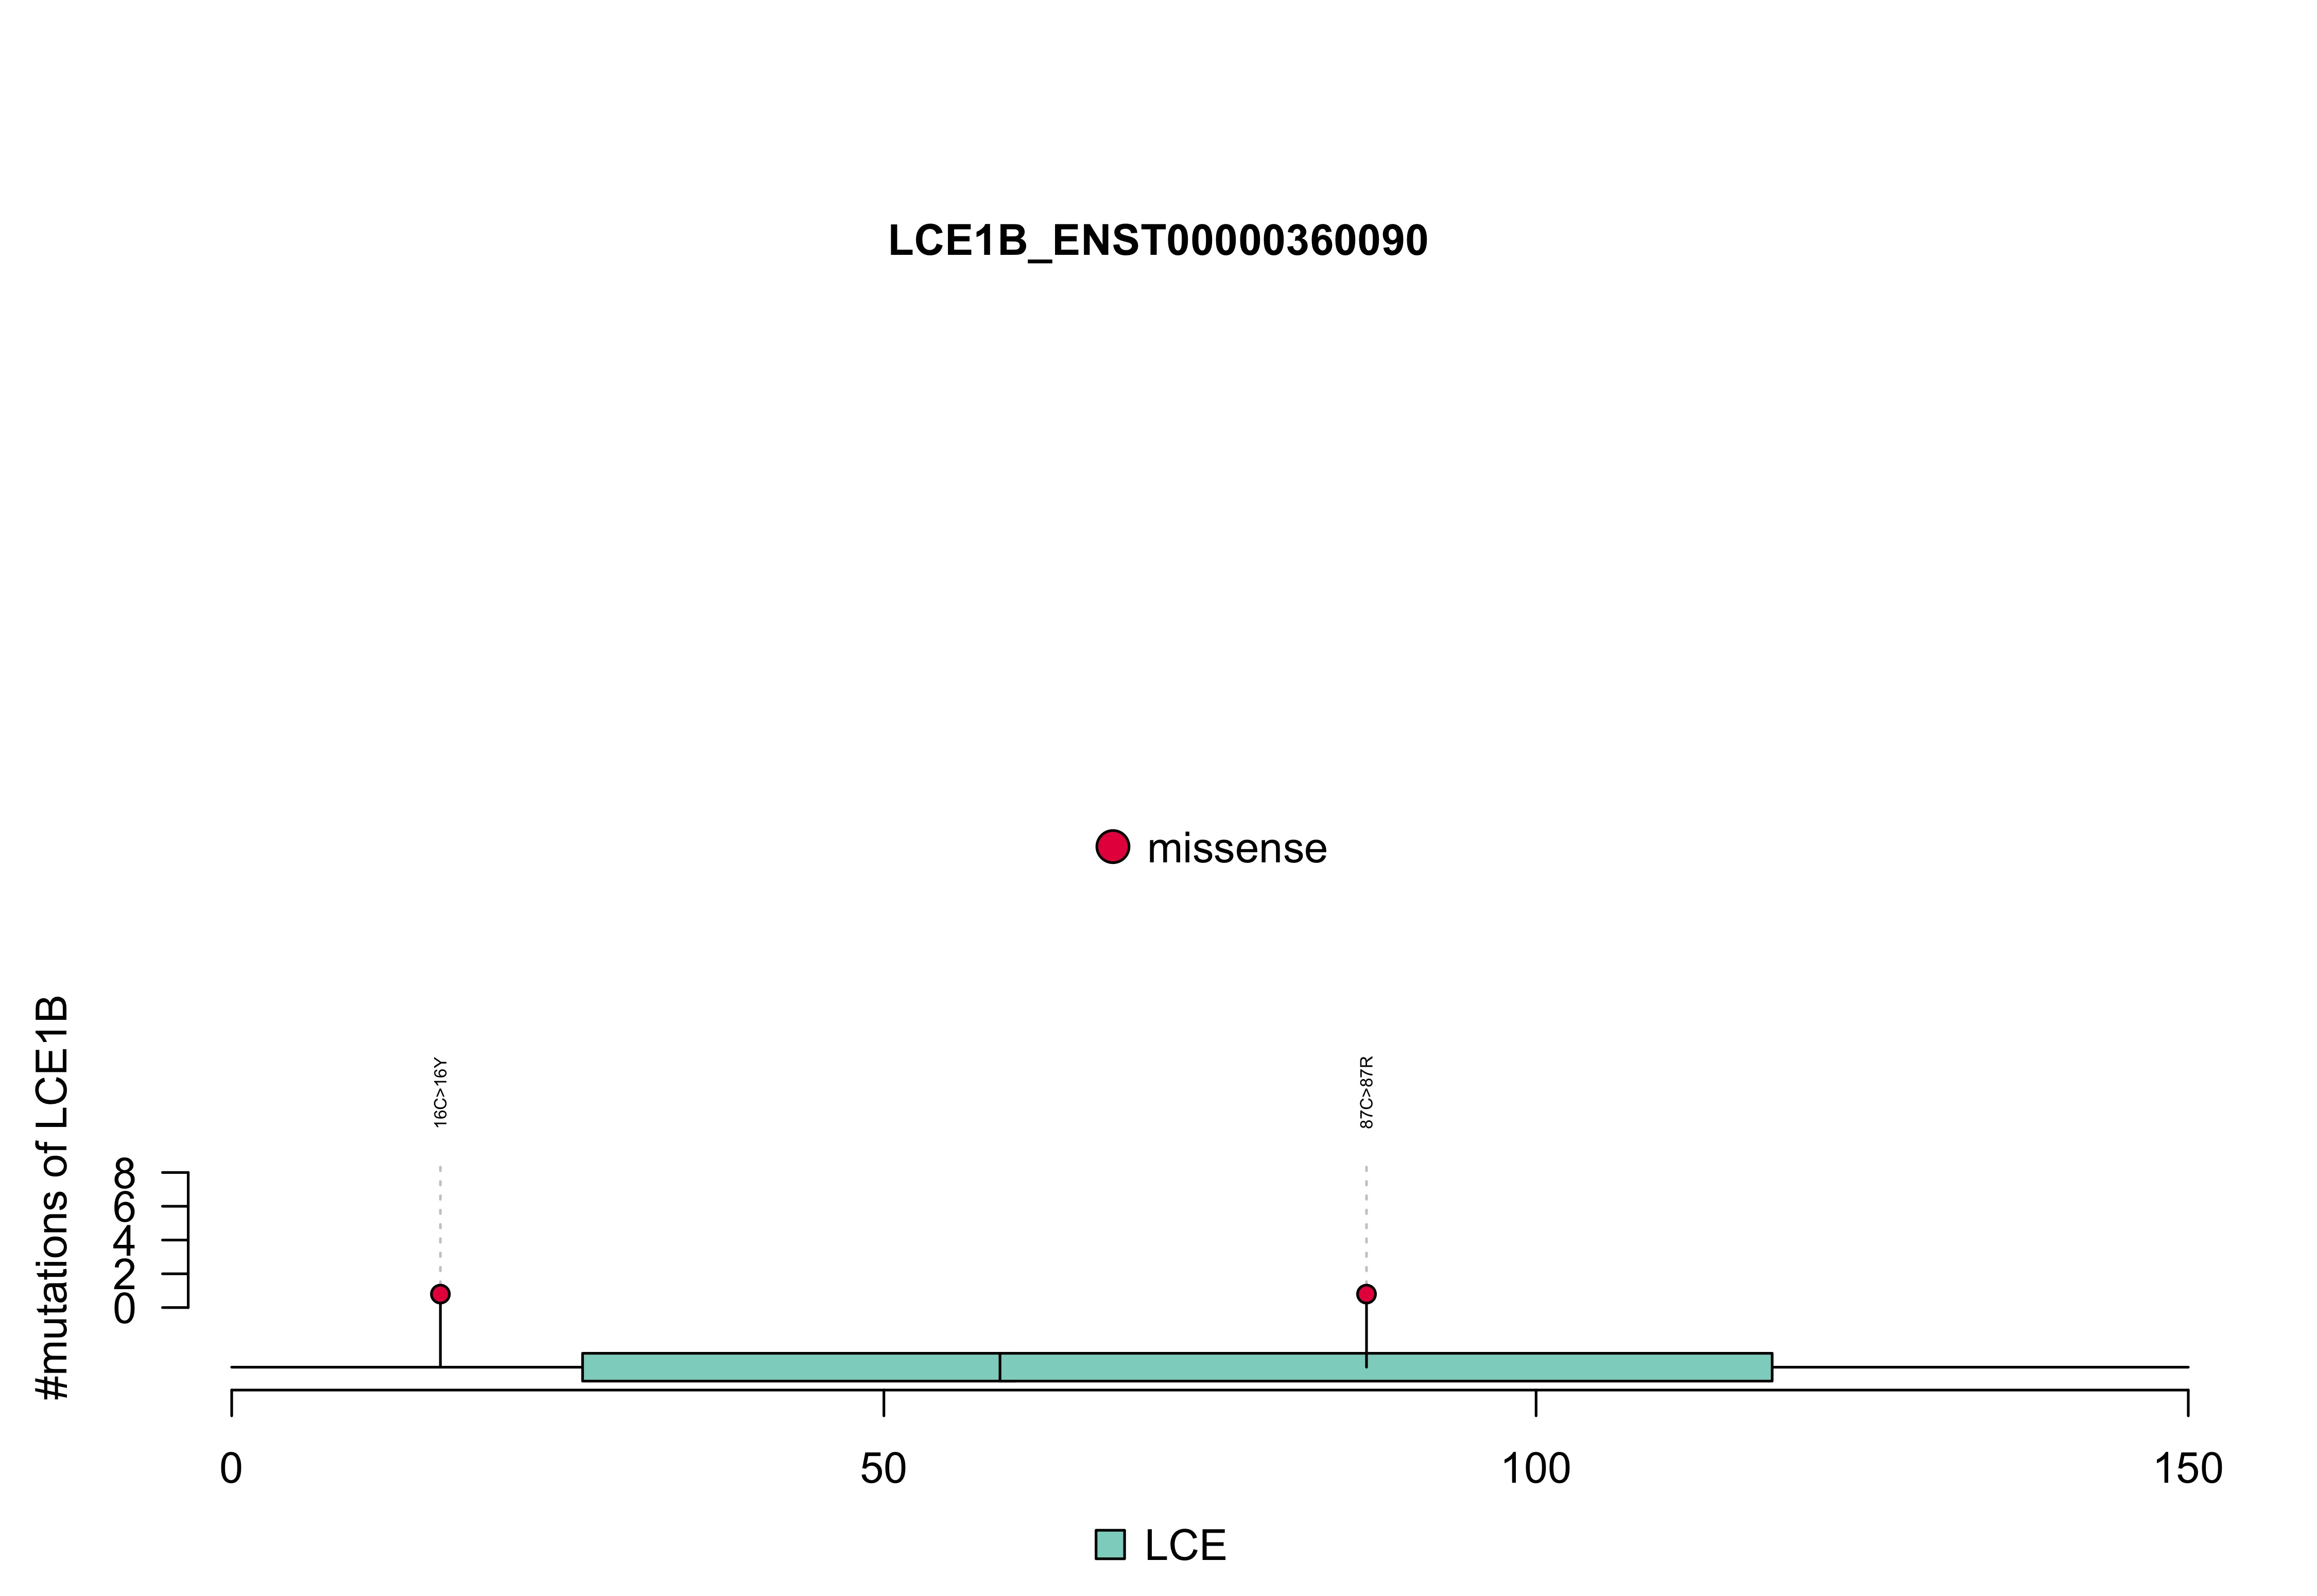 LCE1B_ENST00000360090
missense
#mutations of LCE1B
16C>16Y
87C>87R
8
6
4
2
0
0 50 100 150
LCE